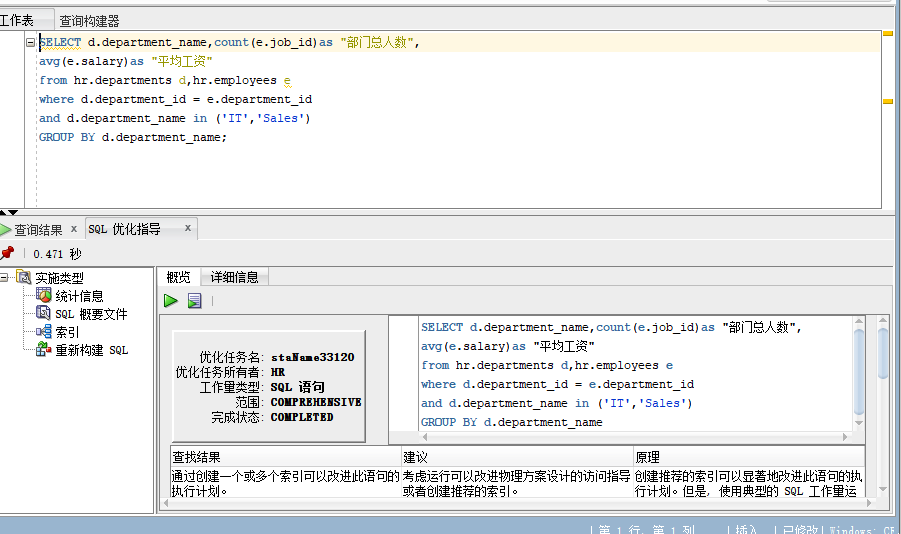 工作表 查询构建器
SELECT d.department_name,count(e.job_id)as "部门总人数",
avg(e.salary)as "平均工资"
from hr.departments d,hr.employees e
where d.department_id = e.department_id
and d.department_name in ('IT','Sales')
GROUP BY d.department_name;
查询结果 x SQL 优化指导 x
0.471 秒
实施类型
统计信息
SQL 概要文件
索引
重新构建 SQL
概览 详细信息
优化任务名: staName33120
优化任务所有者: HR
工作量类型: SQL 语句
范围: COMPREHENSIVE
完成状态: COMPLETED
SELECT d.department_name,count(e.job_id)as "部门总人数",
avg(e.salary)as "平均工资"
from hr.departments d,hr.employees e
where d.department_id = e.department_id
and d.department_name in ('IT','Sales')
GROUP BY d.department_name
查找结果 建议 原理
通过创建一个或多个索引可以改进此语句的 考虑运行可以改进物理方案设计的访问指导 创建推荐的索引可以显著地改进此语句的执
执行计划。 或者创建推荐的索引。 行计划。但是, 使用典型的 SQL 工作量运
第 1 行, 第 1 列 | 插入 | 已修改 | Windows: CR